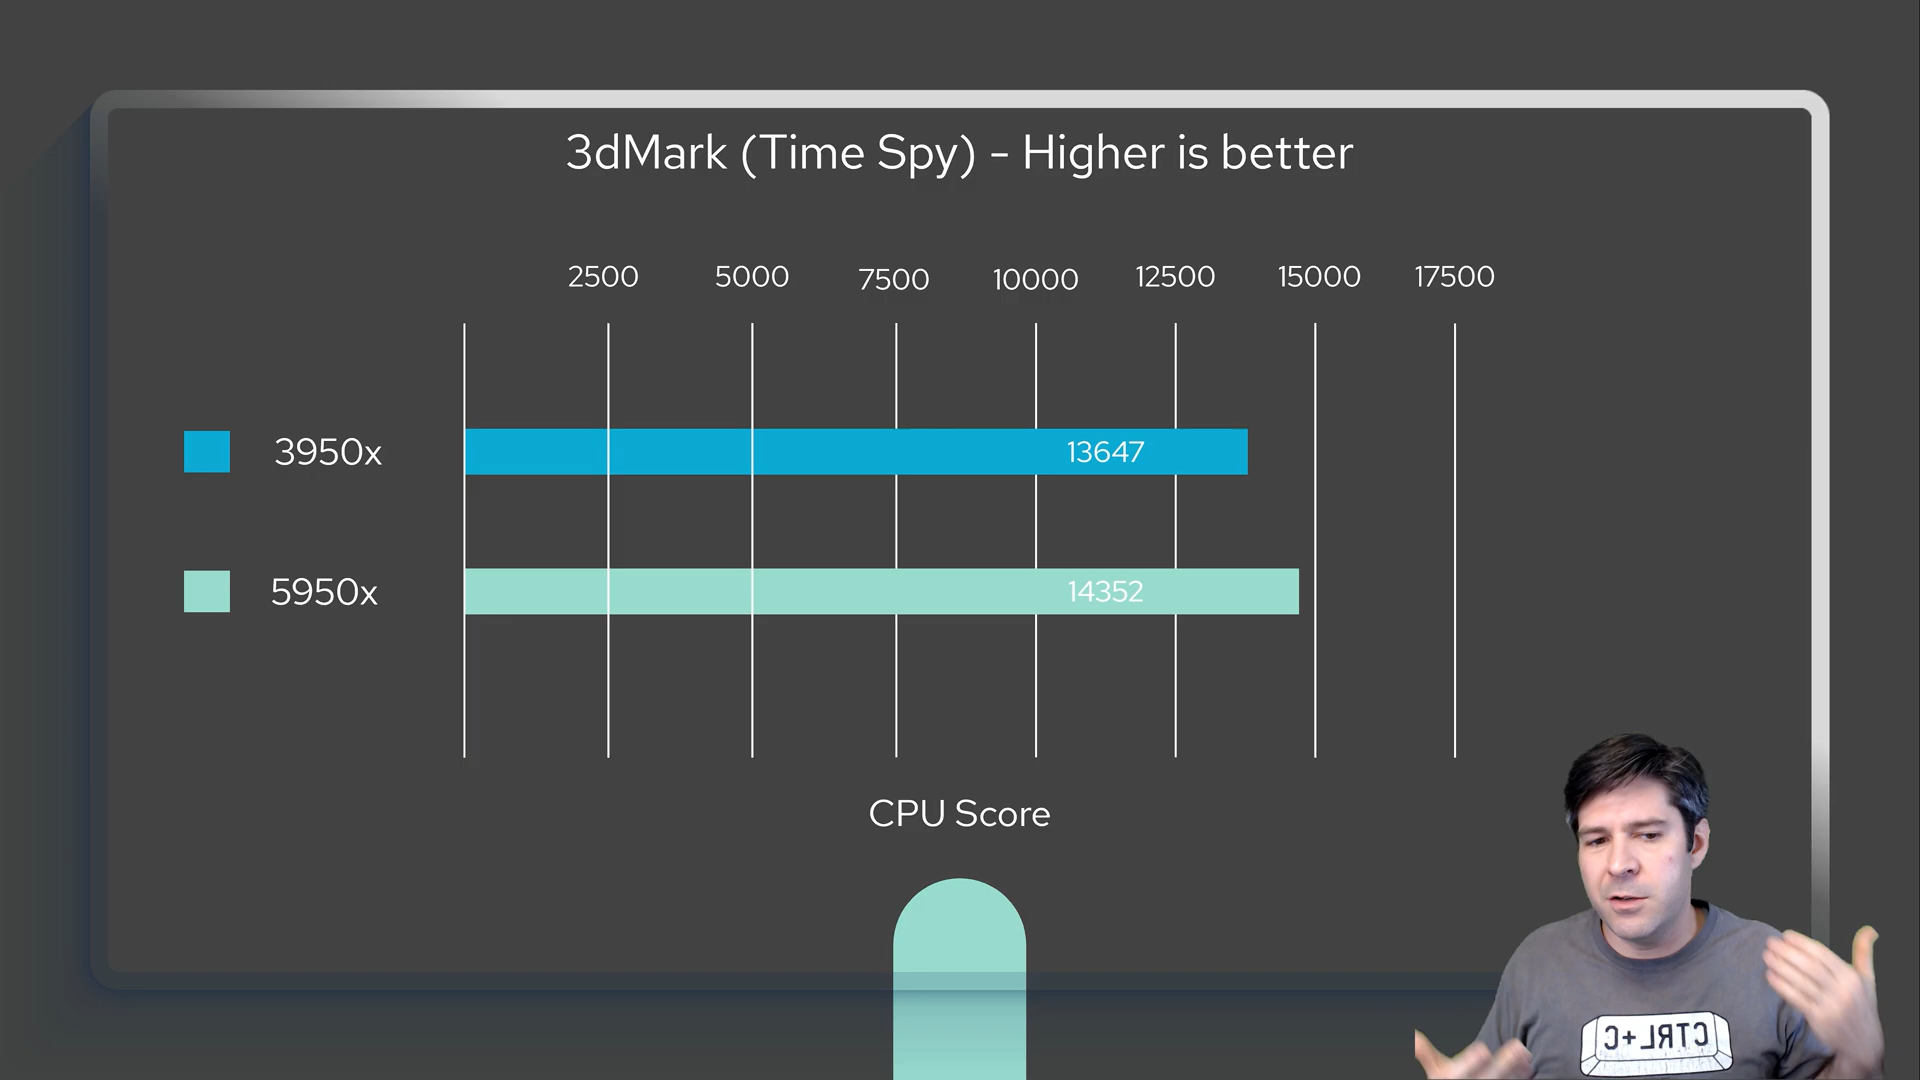 3dMark (Time Spy) - Higher is better
2500 5000 7500 10000 12500 15000 17500
3950x 13647
5950x 14352
CPU Score
CTRL+C